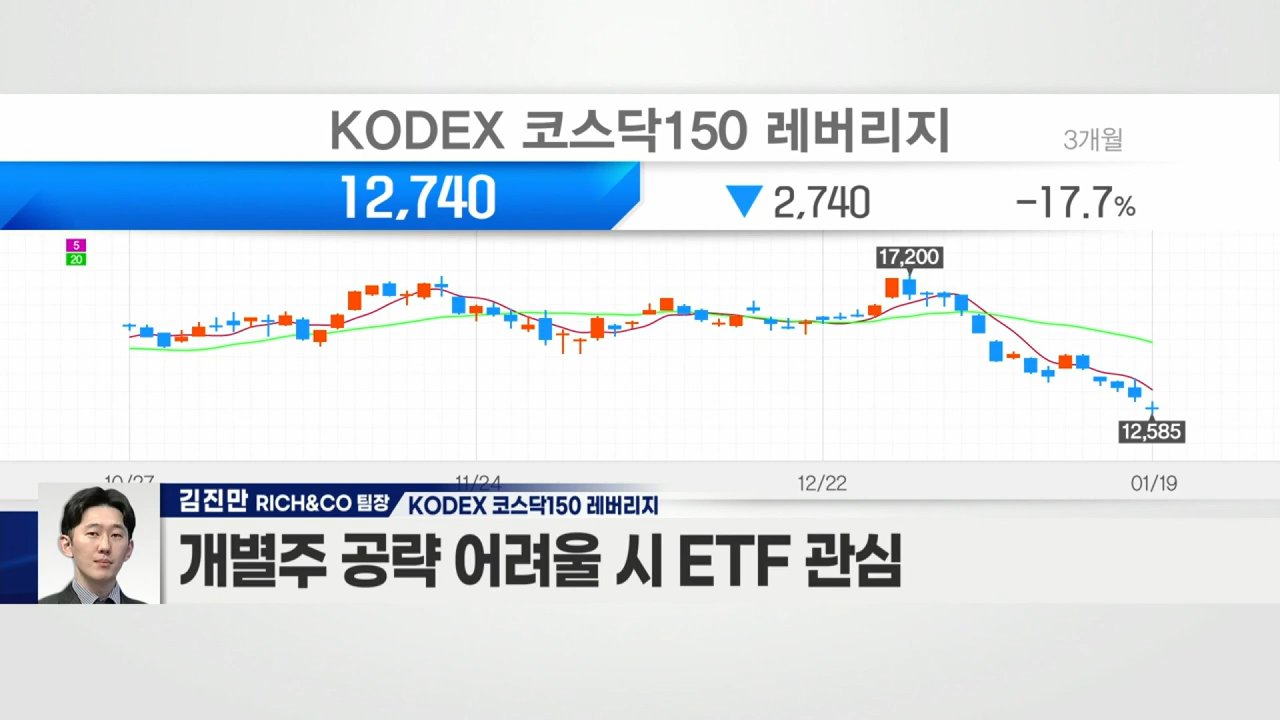 KODEX 코스닥150 레버리지
3개월
12,740
▼2,740
-17.7%
5
20
17,200
12,585
10/27
11/24
12/22
01/19
김진만 RICH&CO 팀장
KODEX 코스닥150 레버리지
개별주 공략 어려울 시 ETF 관심